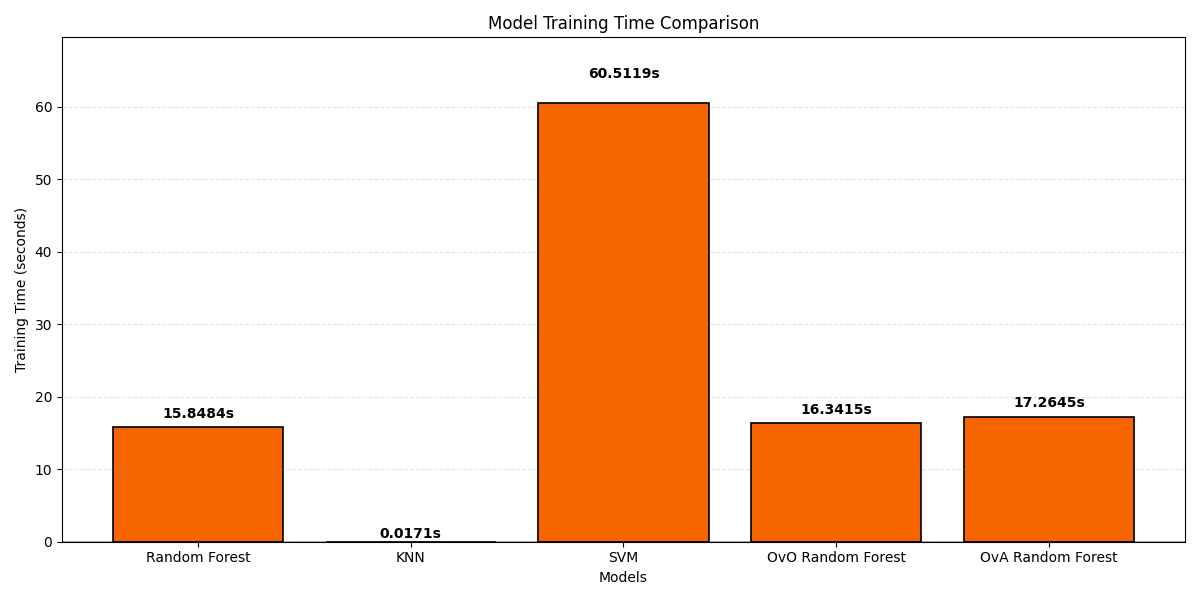 Model Training Time Comparison
Training Time (seconds)
60
50
40
30
20
10
0
15.8484s
0.0171s
60.5119s
16.3415s
17.2645s
Random Forest
KNN
SVM
OvO Random Forest
OvA Random Forest
Models